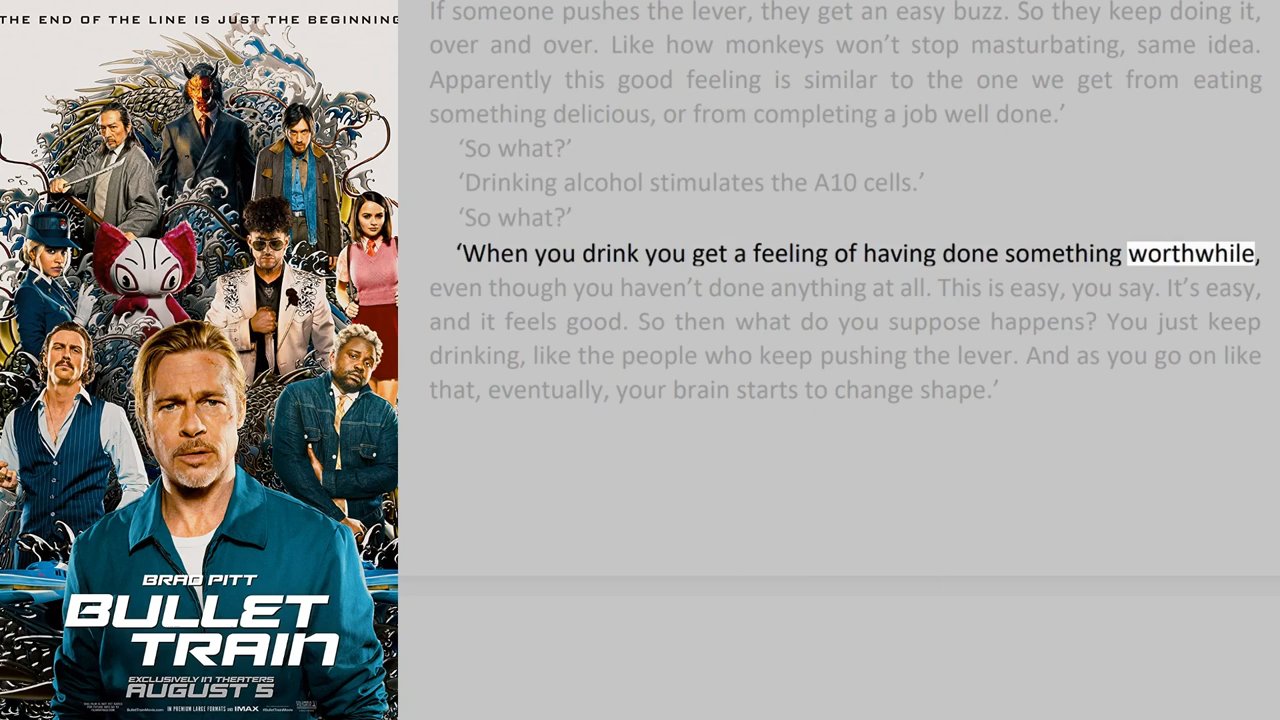 THE END OF THE LINE IS JUST THE BEGINNING
BRAD PITT
BULLET
TRAIN
EXCLUSIVELY IN THEATERS
AUGUST 5
BulletTrainMovie.com
IN PREMIUM LARGE FORMATS AND IMAX
#BulletTrainMovie
If someone pushes the lever, they get an easy buzz. So they keep doing it,
over and over. Like how monkeys won’t stop masturbating, same idea.
Apparently this good feeling is similar to the one we get from eating
something delicious, or from completing a job well done.’
‘So what?’
‘Drinking alcohol stimulates the A10 cells.’
‘So what?’
‘When you drink you get a feeling of having done something worthwhile,
even though you haven’t done anything at all. This is easy, you say. It’s easy,
and it feels good. So then what do you suppose happens? You just keep
drinking, like the people who keep pushing the lever. And as you go on like
that, eventually, your brain starts to change shape.’